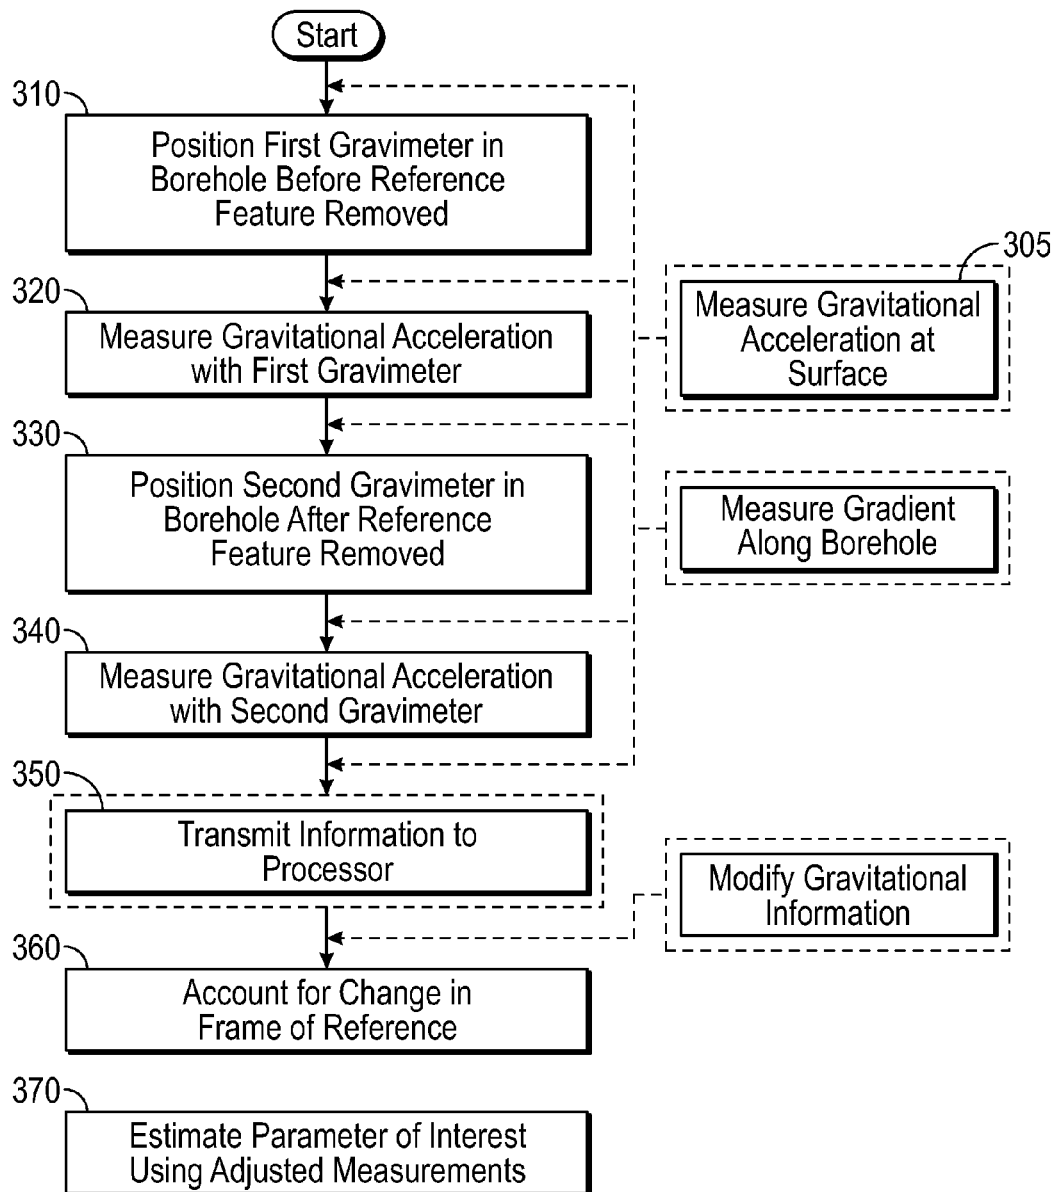 Start
310
Position First Gravimeter in
Borehole Before Reference
Feature Removed
305
Measure Gravitational
Acceleration at
Surface
320
Measure Gravitational Acceleration
with First Gravimeter
330
Position Second Gravimeter in
Borehole After Reference
Feature Removed
Measure Gradient
Along Borehole
340
Measure Gravitational Acceleration
with Second Gravimeter
350
Transmit Information to
Processor
Modify Gravitational
Information
360
Account for Change in
Frame of Reference
370
Estimate Parameter of Interest
Using Adjusted Measurements